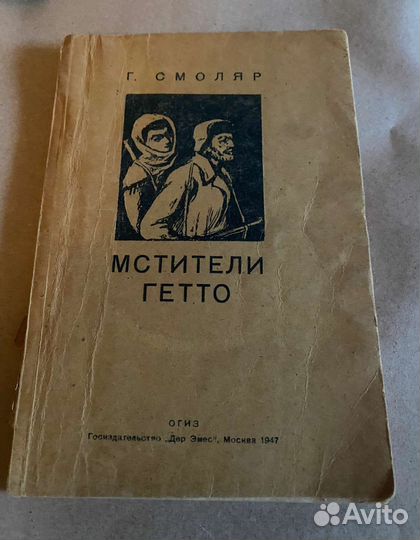 Г. СМОЛЯР
МСТИТЕЛИ
ГЕТТО
ОГИЗ
Госиздательство „Дер Эмес“, Москва 1947
Avito